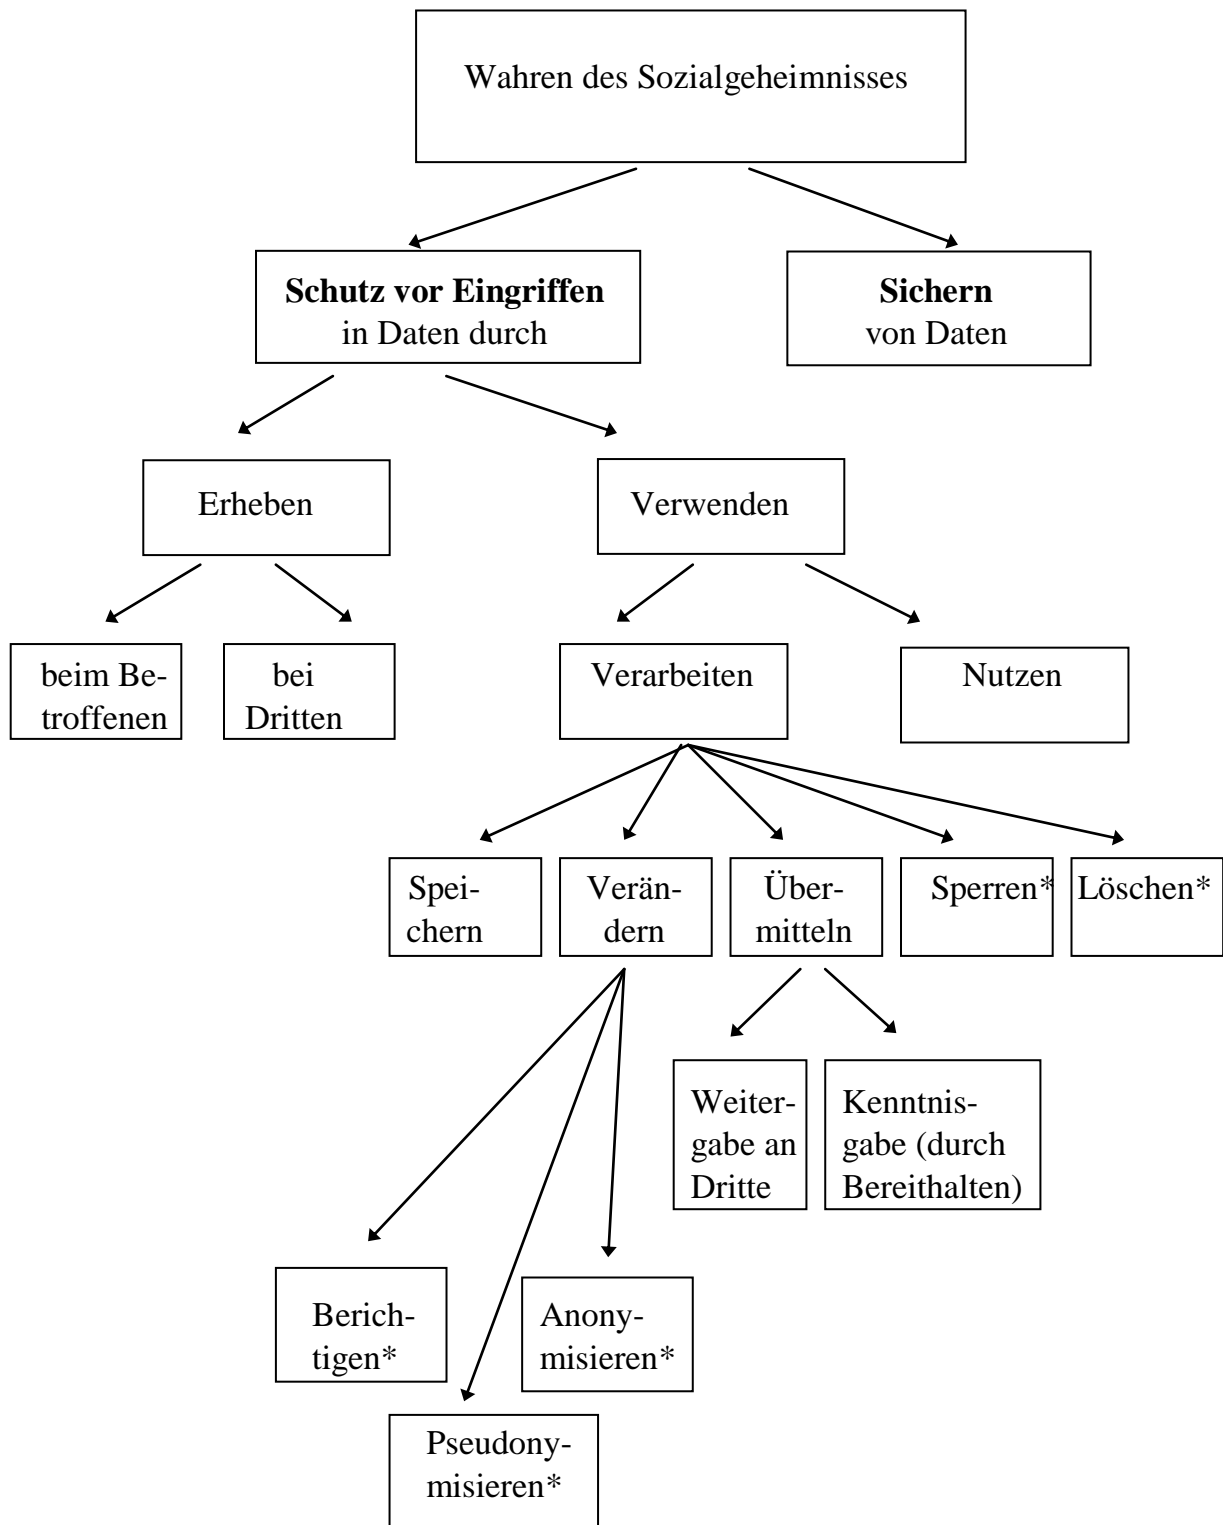 Wahren des Sozialgeheimnisses
Schutz vor Eingriffen
in Daten durch
Sichern
von Daten
Erheben
Verwenden
beim Be-
troffenen
bei
Dritten
Verarbeiten
Nutzen
Spei-
chern
Verän-
dern
Über-
mitteln
Sperren*
Löschen*
Weiter-
gabe an
Dritte
Kenntnis-
gabe (durch
Bereithalten)
Berich-
tigen*
Anony-
misieren*
Pseudony-
misieren*